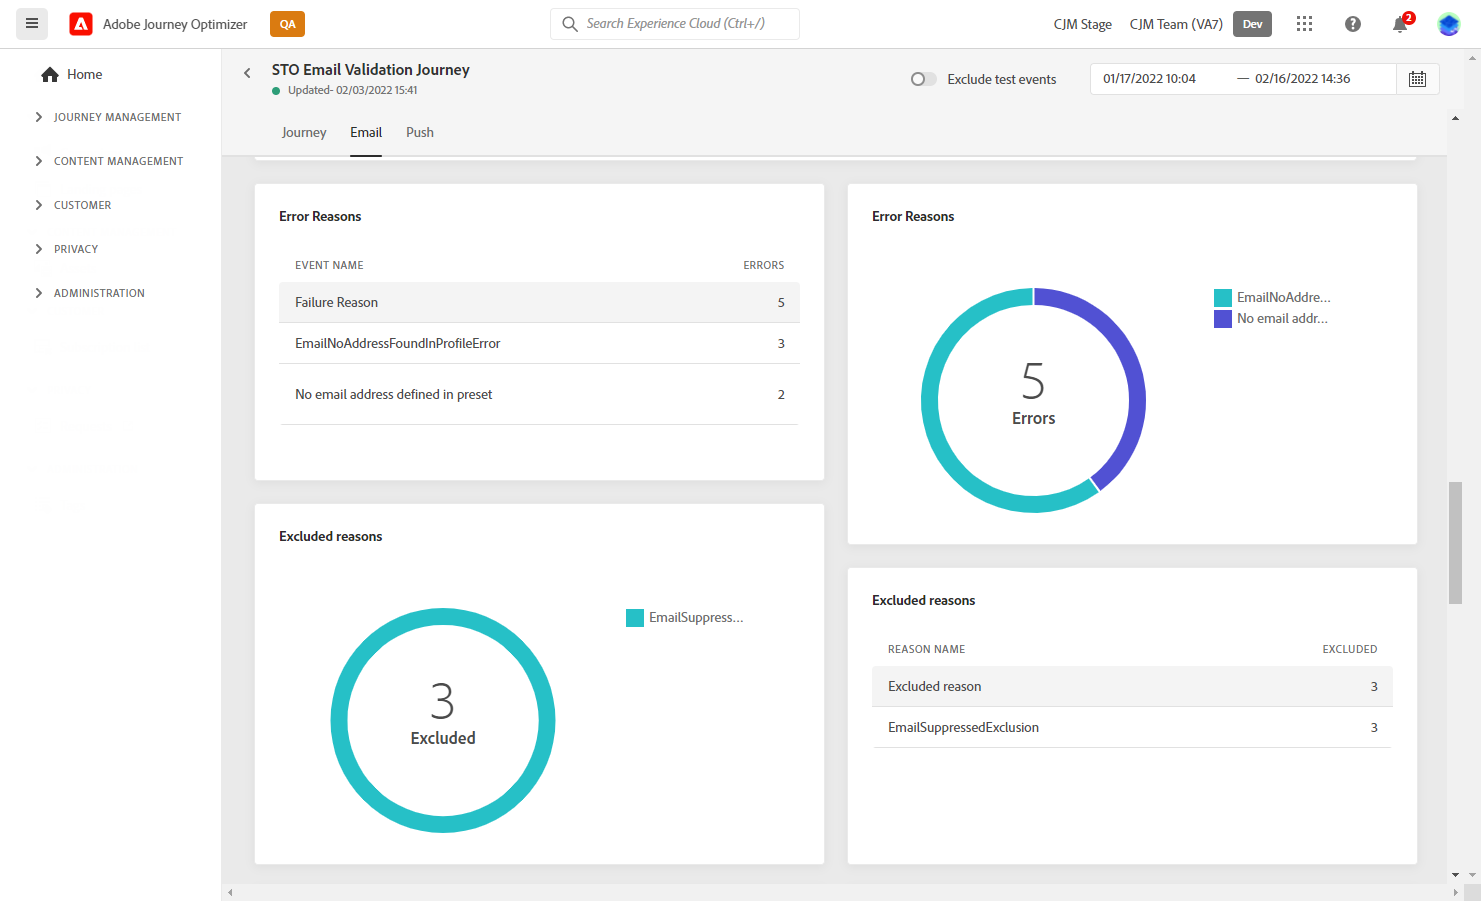 Adobe Journey Optimizer
QA
Search Experience Cloud (Ctrl+/)
CJM Stage
CJM Team (VA7)
Dev
2
Home
JOURNEY MANAGEMENT
CONTENT MANAGEMENT
CUSTOMER
PRIVACY
ADMINISTRATION
STO Email Validation Journey
Updated- 02/03/2022 15:41
Exclude test events
01/17/2022 10:04 — 02/16/2022 14:36
Journey Email Push
Error Reasons
EVENT NAME ERRORS
Failure Reason 5
EmailNoAddressFoundInProfileError 3
No email address defined in preset 2
Error Reasons
EmailNoAddre...
No email addr...
5
Errors
Excluded reasons
EmailSuppress...
3
Excluded
Excluded reasons
REASON NAME EXCLUDED
Excluded reason 3
EmailSuppressedExclusion 3